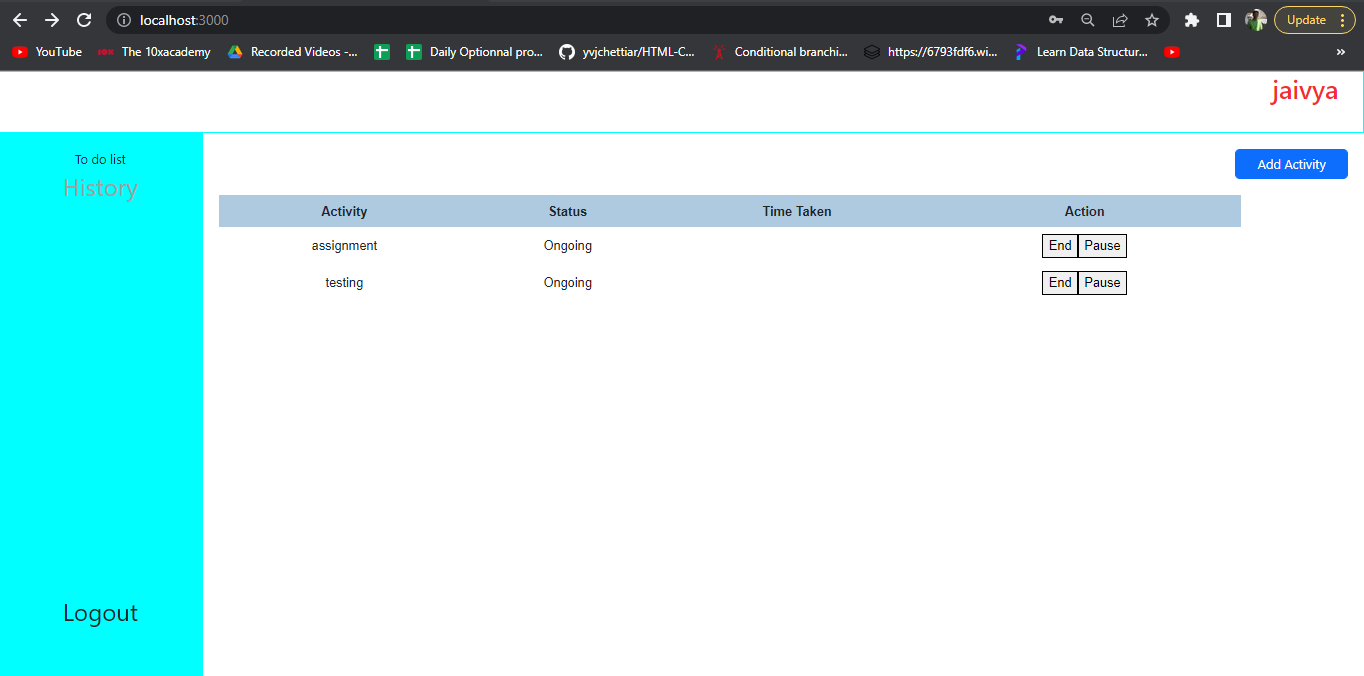 localhost:3000
Update
YouTube
The 10xacademy
Recorded Videos -...
Daily Optionnal pro...
yvjchettiar/HTML-C...
Conditional branchi...
https://6793fdf6.wi...
Learn Data Structur...
»
jaivya
To do list
History
Add Activity
Activity Status Time Taken Action
assignment Ongoing End Pause
testing Ongoing End Pause
Logout